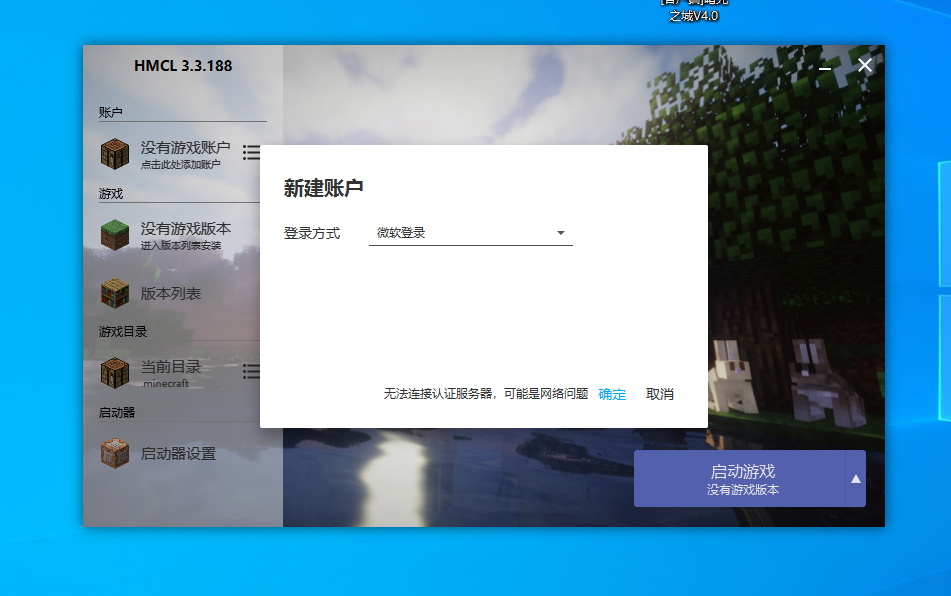 之城V4.0
HMCL 3.3.188
账户
没有游戏账户
点击此处添加账户
游戏
没有游戏版本
进入版本列表安装
版本列表
游戏目录
当前目录
.minecraft
启动器
启动器设置
新建账户
登录方式 微软登录
无法连接认证服务器，可能是网络问题 确定 取消
启动游戏
没有游戏版本